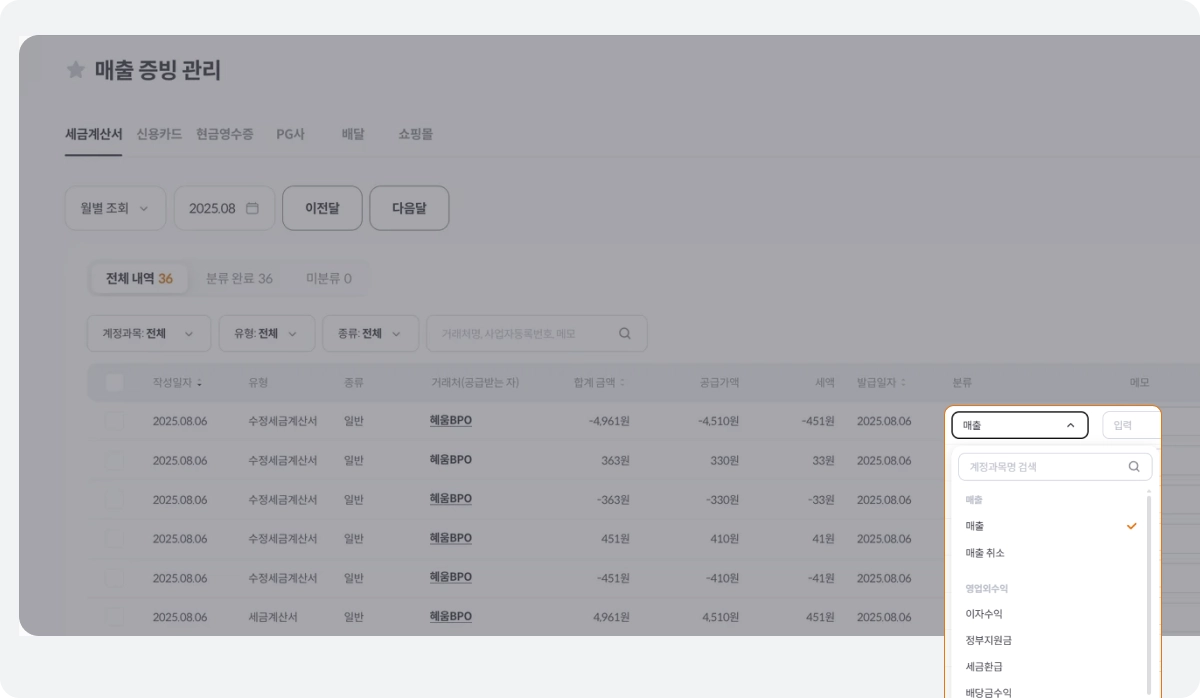 매출 증빙 관리
세금계산서 신용카드 현금영수증 PG사 배달 쇼핑몰
월별 조회 2025.08 이전달 다음달
전체 내역 36 분류 완료 36 미분류 0
계정과목: 전체 유형: 전체 종류: 전체 거래처명, 사업자등록번호, 메모
작성일자 유형 종류 거래처(공급받는 자) 합계 금액 공급가액 세액 발급일자 분류 메모
2025.08.06 수정세금계산서 일반 혜움BPO -4,961원 -4,510원 -451원 2025.08.06 매출 입력
2025.08.06 수정세금계산서 일반 혜움BPO 363원 330원 33원 2025.08.06
2025.08.06 수정세금계산서 일반 혜움BPO -363원 -330원 -33원 2025.08.06
2025.08.06 수정세금계산서 일반 혜움BPO 451원 410원 41원 2025.08.06
2025.08.06 수정세금계산서 일반 혜움BPO -451원 -410원 -41원 2025.08.06
2025.08.06 세금계산서 일반 혜움BPO 4,961원 4,510원 451원 2025.08.06
계정과목명 검색
매출
매출
매출 취소
영업외수익
이자수익
정부지원금
세금환급
배당금수익